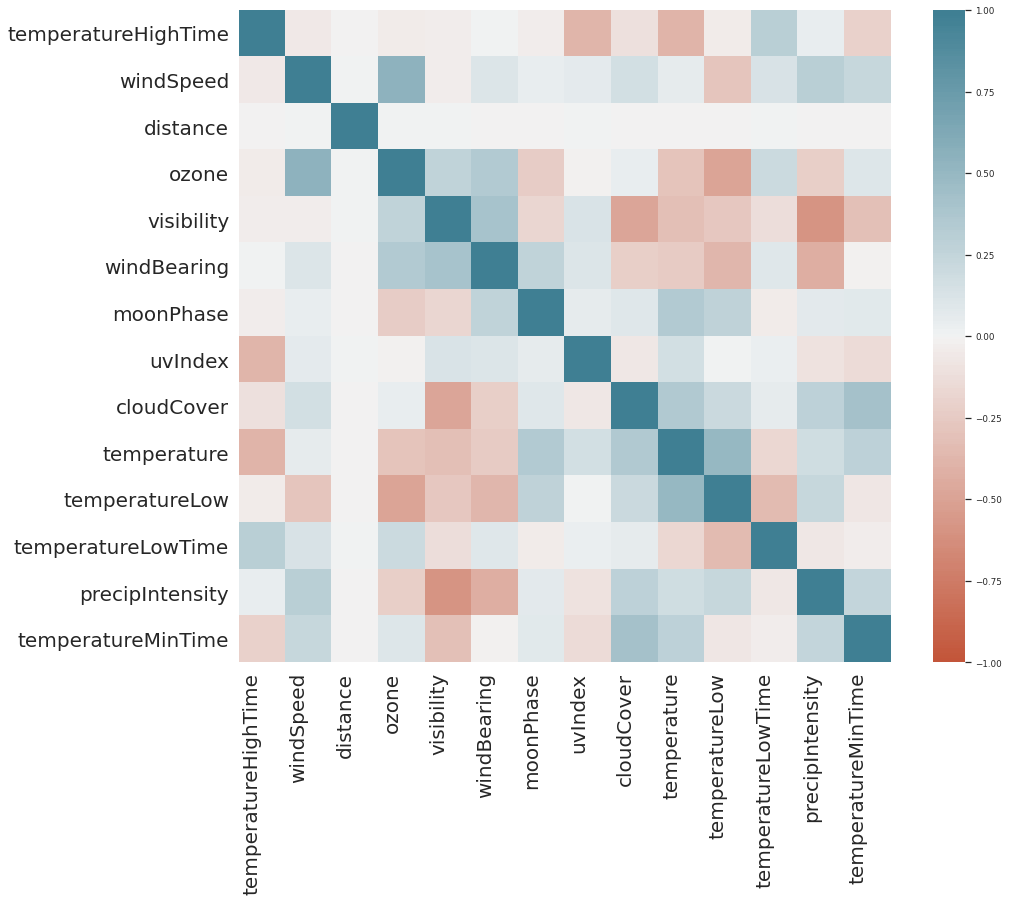 temperatureHighTime
windSpeed
distance
ozone
visibility
windBearing
moonPhase
uvIndex
cloudCover
temperature
temperatureLow
temperatureLowTime
precipIntensity
temperatureMinTime
1.00
0.75
0.50
0.25
0.00
−0.25
−0.50
−0.75
−1.00
temperatureHighTime
windSpeed
distance
ozone
visibility
windBearing
moonPhase
uvIndex
cloudCover
temperature
temperatureLow
temperatureLowTime
precipIntensity
temperatureMinTime